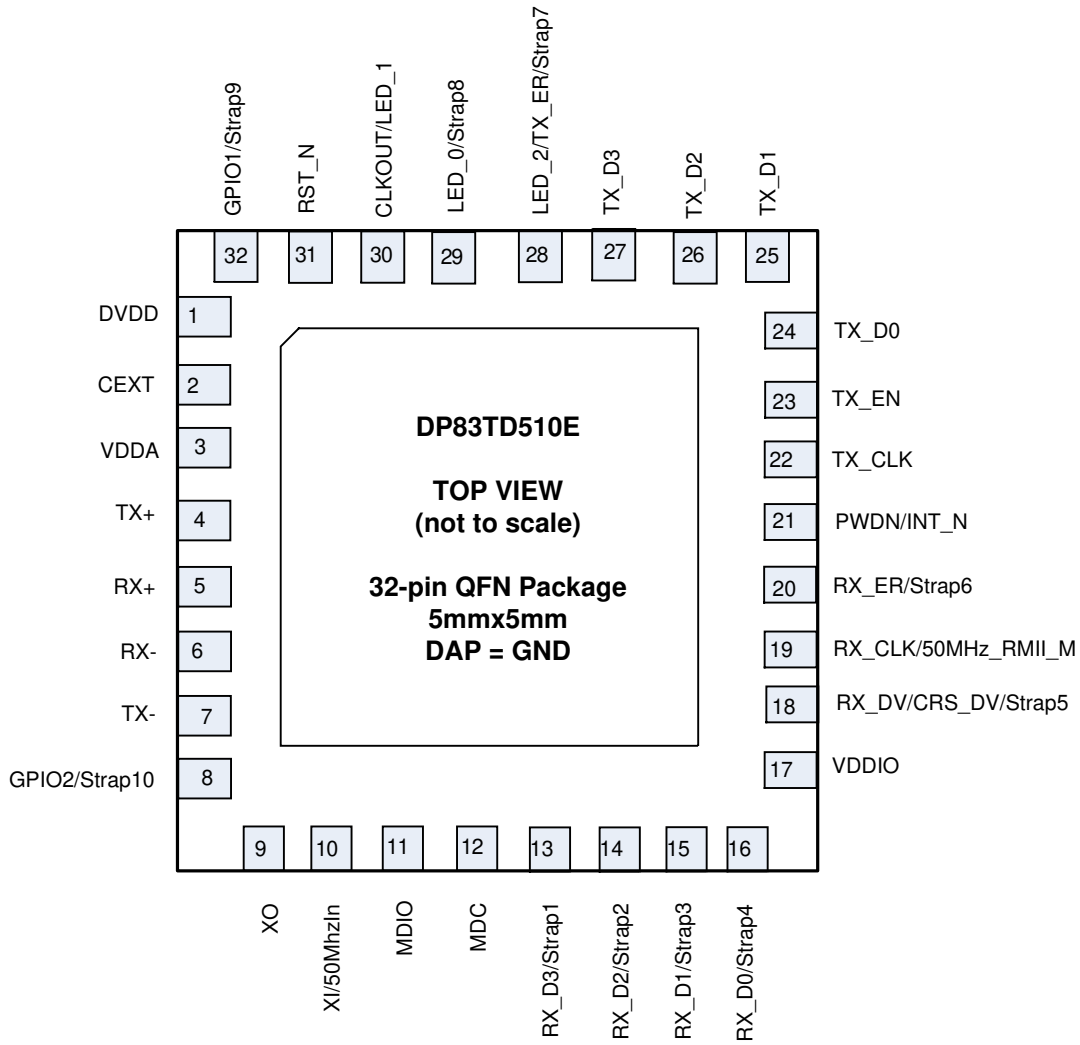 GPIO1/Strap9
RST_N
CLKOUT/LED_1
LED_0/Strap8
LED_2/TX_ER/Strap7
TX_D3
TX_D2
TX_D1
32
31
30
29
28
27
26
25
DVDD
1
CEXT
2
VDDA
3
TX+
4
RX+
5
RX-
6
TX-
7
GPIO2/Strap10
8
DP83TD510E
TOP VIEW
(not to scale)
32-pin QFN Package
5mmx5mm
DAP = GND
24
TX_D0
23
TX_EN
22
TX_CLK
21
PWDN/INT_N
20
RX_ER/Strap6
19
RX_CLK/50MHz_RMII_M
18
RX_DV/CRS_DV/Strap5
17
VDDIO
9
10
11
12
13
14
15
16
XO
XI/50MhzIn
MDIO
MDC
RX_D3/Strap1
RX_D2/Strap2
RX_D1/Strap3
RX_D0/Strap4